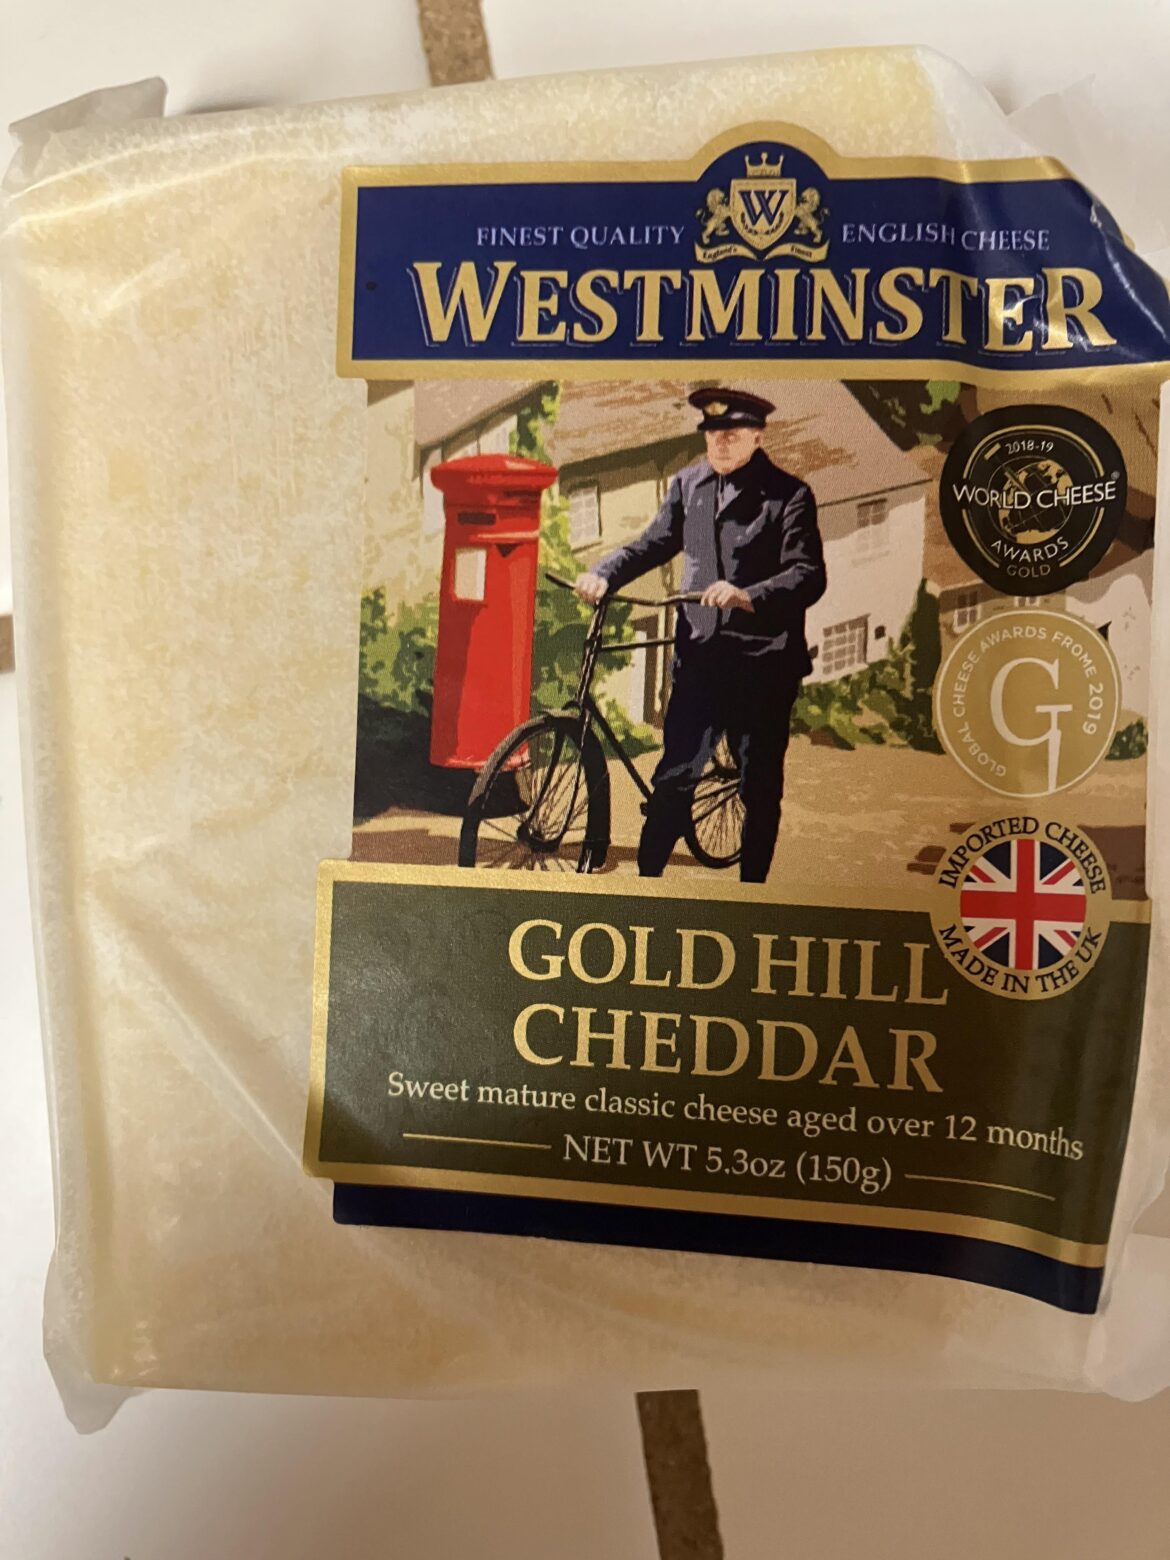 W
England's Finest
FINEST QUALITY ENGLISH CHEESE
WESTMINSTER
2018-19
WORLD CHEESE®
AWARDS
GOLD
GLOBAL CHEESE AWARDS FROME 2019
G
IMPORTED CHEESE
MADE IN THE UK
GOLD HILL
CHEDDAR
Sweet mature classic cheese aged over 12 months
NET WT 5.3oz (150g)